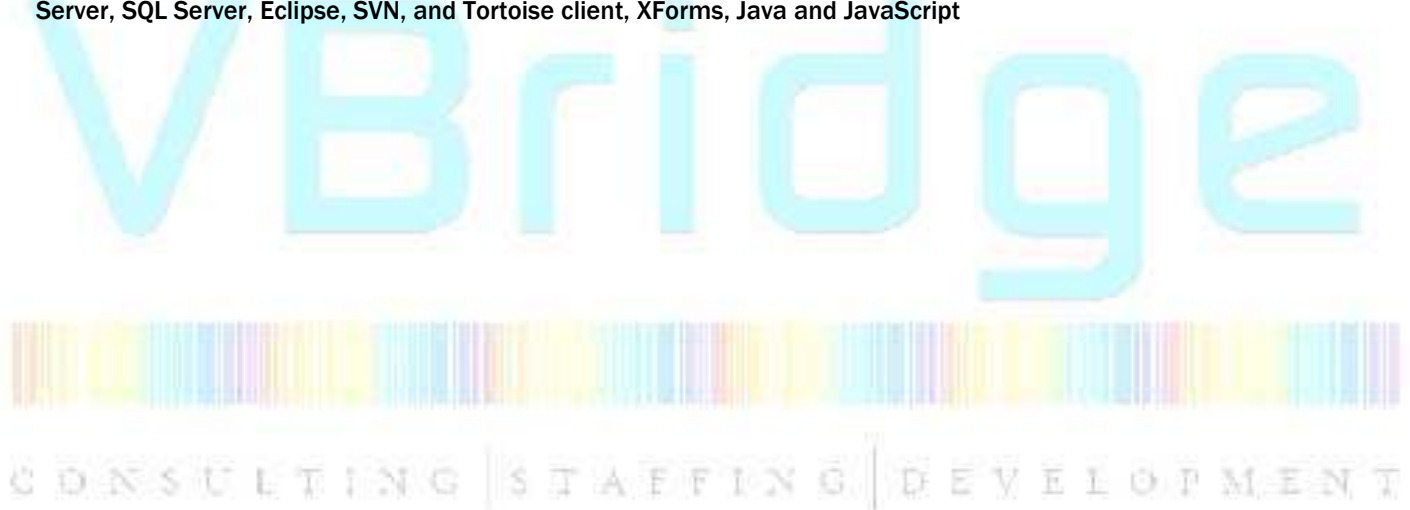 Server, SQL Server, Eclipse, SVN, and Tortoise client, XForms, Java and JavaScript
VBridge
CONSULTING | STAFFING | DEVELOPMENT